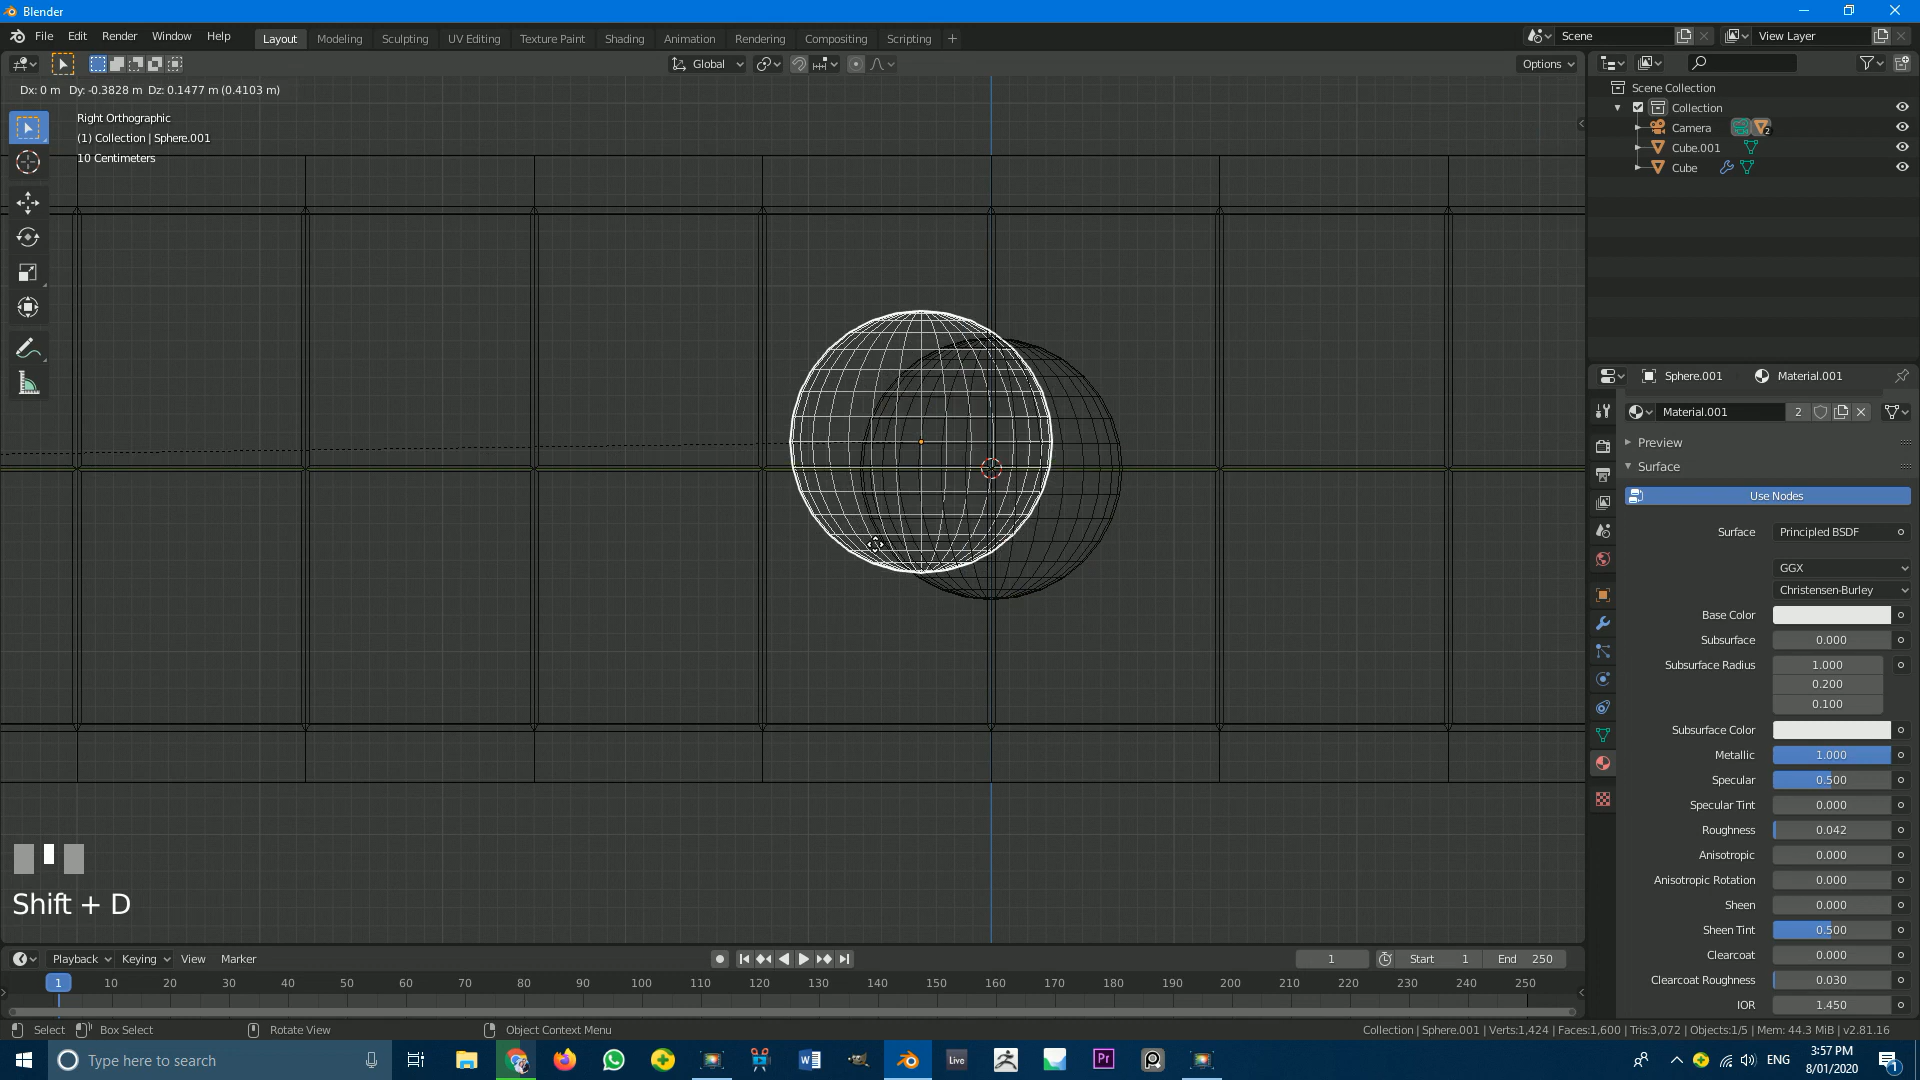 Blender
File Edit Render Window Help
Layout Modeling Sculpting UV Editing Texture Paint Shading Animation Rendering Compositing Scripting
Scene View Layer
Global Options
Dx: 0 m Dy: -0.3828 m Dz: 0.1477 m (0.4103 m)
Right Orthographic
(1) Collection | Sphere.001
10 Centimeters
Scene Collection
Collection
Camera 2
Cube.001
Cube
Sphere.001 Material.001
Material.001 2
Preview
Surface
Use Nodes
Surface Principled BSDF
GGX
Christensen-Burley
Base Color
Subsurface 0.000
Subsurface Radius 1.000
0.200
0.100
Subsurface Color
Metallic 1.000
Specular 0.500
Specular Tint 0.000
Roughness 0.042
Anisotropic 0.000
Anisotropic Rotation 0.000
Sheen 0.000
Sheen Tint 0.500
Clearcoat 0.000
Clearcoat Roughness 0.030
IOR 1.450
Shift + D
Playback Keying View Marker 1 Start 1 End 250
1 10 20 30 40 50 60 70 80 90 100 110 120 130 140 150 160 170 180 190 200 210 220 230 240 250
Select Box Select Rotate View Object Context Menu Collection | Sphere.001 | Verts:1,424 | Faces:1,600 | Tris:3,072 | Objects:1/5 | Mem: 44.3 MiB | v2.81.16
Type here to search Live Pr ENG 3:57 PM
8/01/2020 1